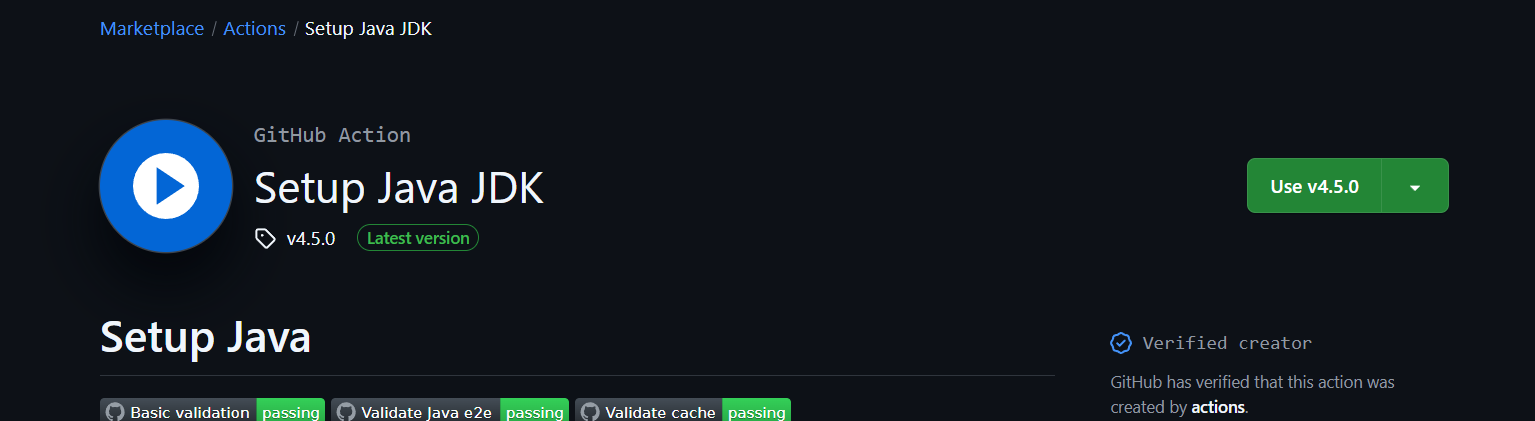 Marketplace / Actions / Setup Java JDK
GitHub Action
Setup Java JDK
v4.5.0 Latest version
Use v4.5.0
Setup Java
Basic validation passing Validate Java e2e passing Validate cache passing
Verified creator
GitHub has verified that this action was
created by actions.